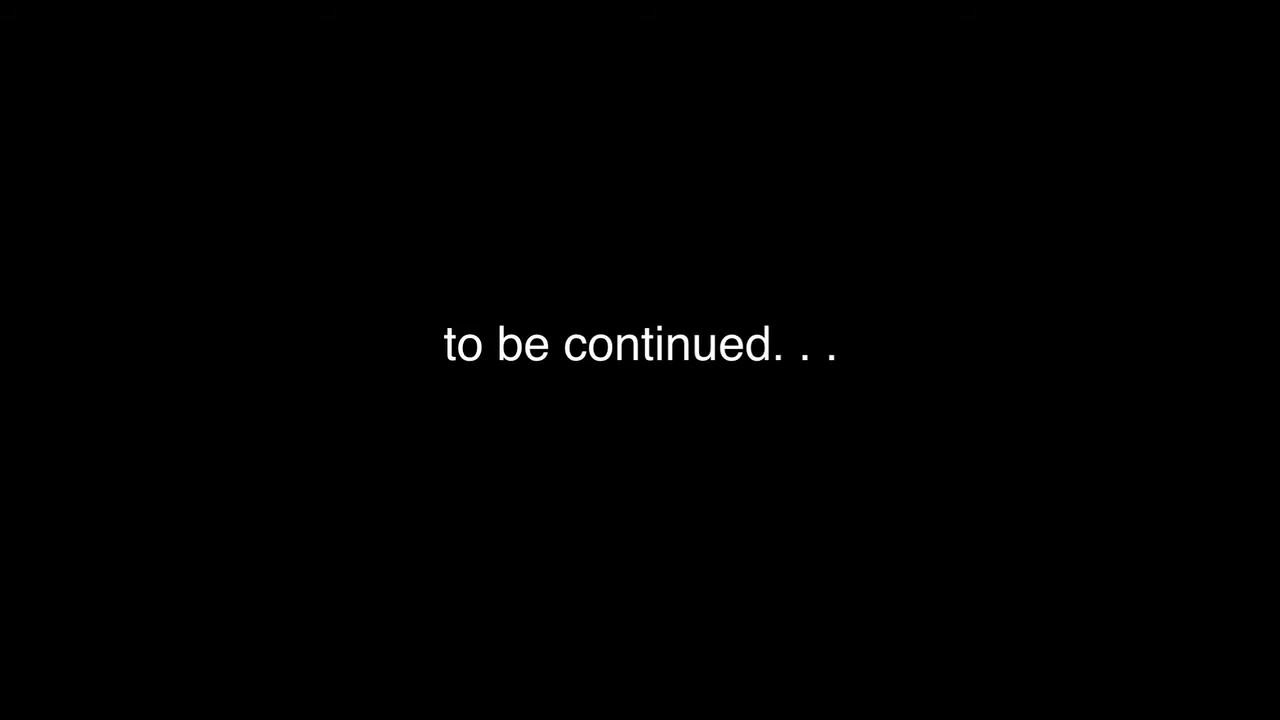 to be continued. . .